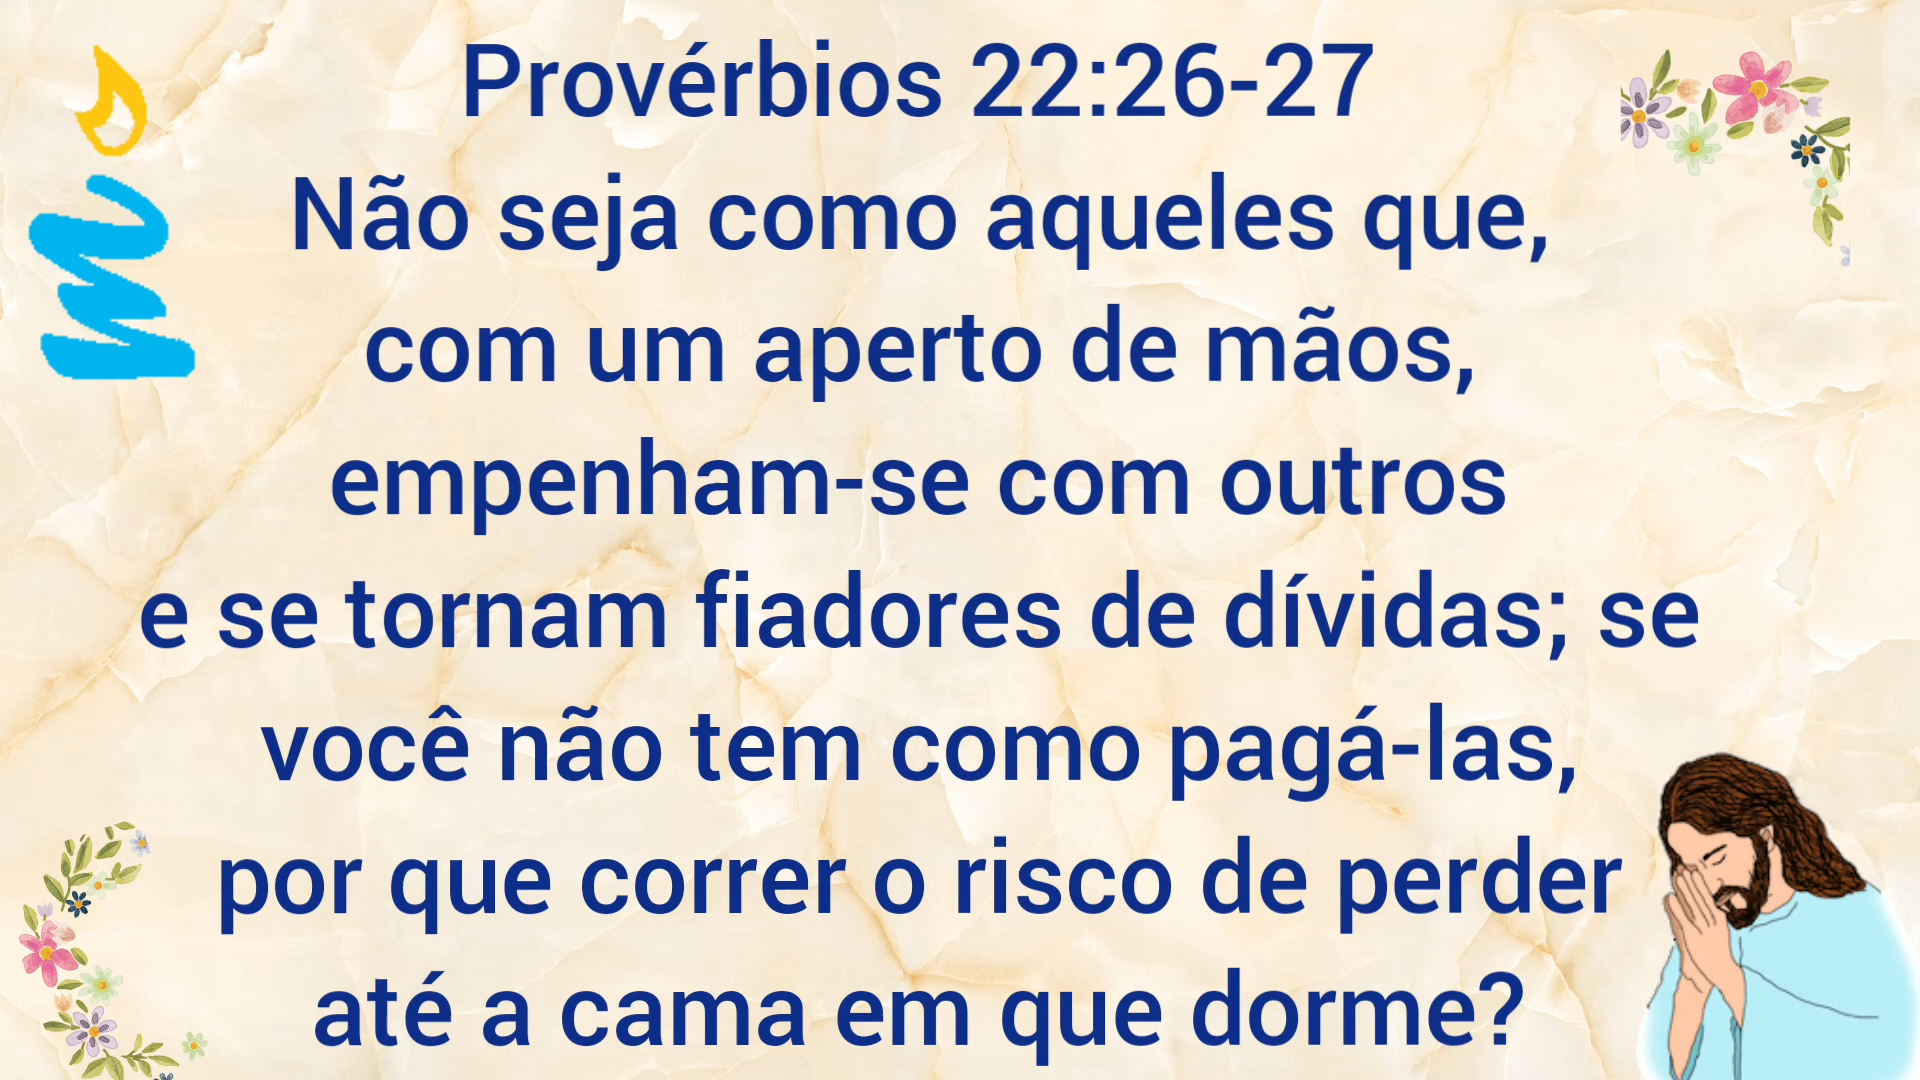 Provérbios 22:26-27
Não seja como aqueles que,
com um aperto de mãos,
empenham-se com outros
e se tornam fiadores de dívidas; se
você não tem como pagá-las,
por que correr o risco de perder
até a cama em que dorme?